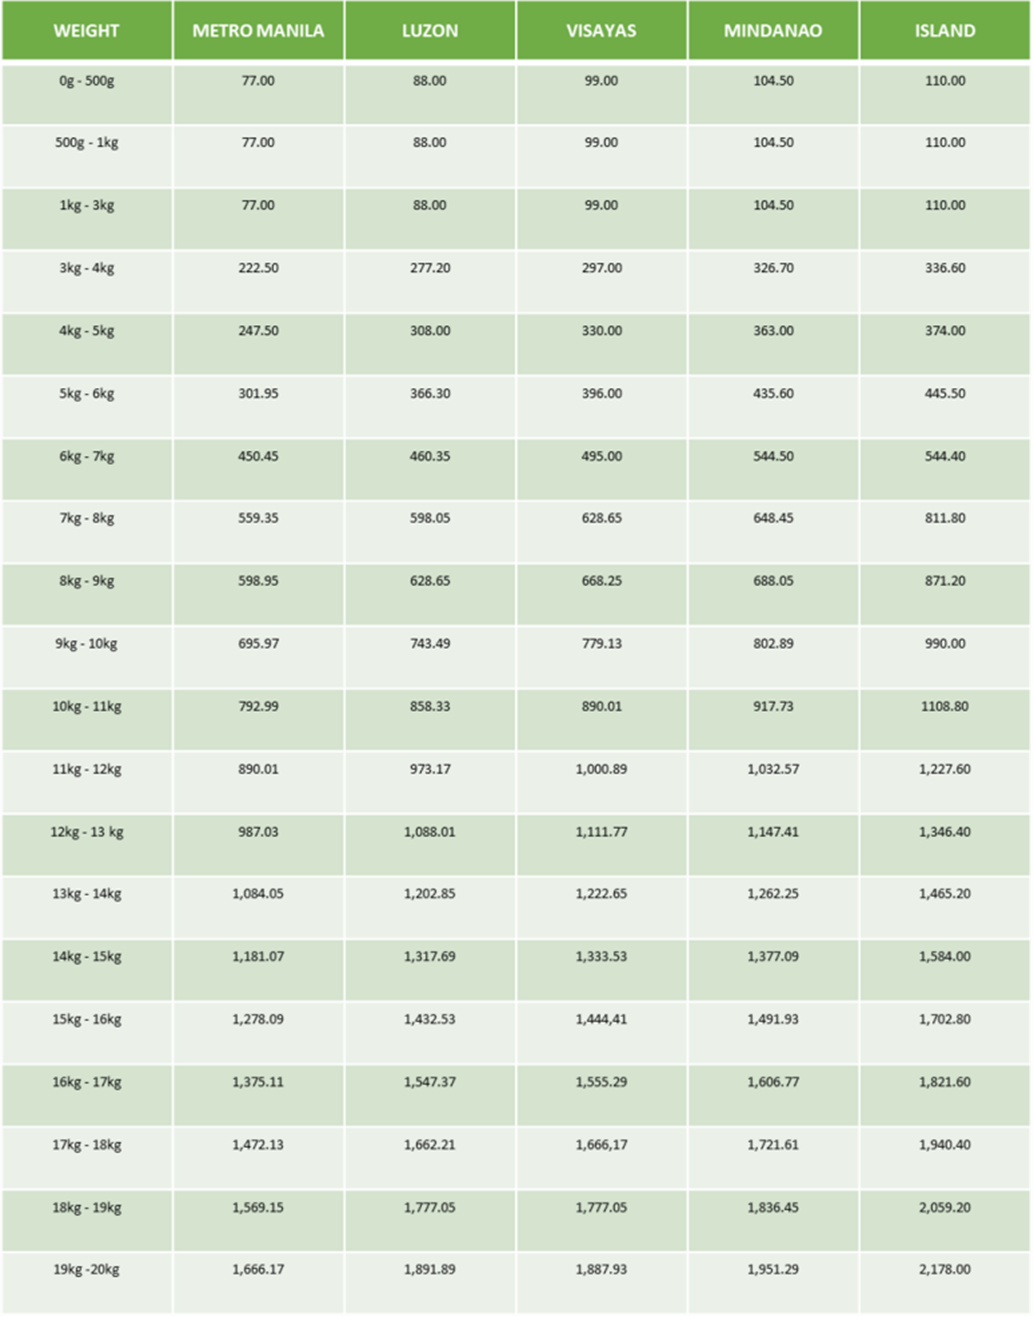 WEIGHT METRO MANILA LUZON VISAYAS MINDANAO ISLAND
0g - 500g 77.00 88.00 99.00 104.50 110.00
500g - 1kg 77.00 88.00 99.00 104.50 110.00
1kg - 3kg 77.00 88.00 99.00 104.50 110.00
3kg - 4kg 222.50 277.20 297.00 326.70 336.60
4kg - 5kg 247.50 308.00 330.00 363.00 374.00
5kg - 6kg 301.95 366.30 396.00 435.60 445.50
6kg - 7kg 450.45 460.35 495.00 544.50 544.40
7kg - 8kg 559.35 598.05 628.65 648.45 811.80
8kg - 9kg 598.95 628.65 668.25 688.05 871.20
9kg - 10kg 695.97 743.49 779.13 802.89 990.00
10kg - 11kg 792.99 858.33 890.01 917.73 1108.80
11kg - 12kg 890.01 973.17 1,000.89 1,032.57 1,227.60
12kg - 13 kg 987.03 1,088.01 1,111.77 1,147.41 1,346.40
13kg - 14kg 1,084.05 1,202.85 1,222.65 1,262.25 1,465.20
14kg - 15kg 1,181.07 1,317.69 1,333.53 1,377.09 1,584.00
15kg - 16kg 1,278.09 1,432.53 1,444,41 1,491.93 1,702.80
16kg - 17kg 1,375.11 1,547.37 1,555.29 1,606.77 1,821.60
17kg - 18kg 1,472.13 1,662.21 1,666,17 1,721.61 1,940.40
18kg - 19kg 1,569.15 1,777.05 1,777.05 1,836.45 2,059.20
19kg -20kg 1,666.17 1,891.89 1,887.93 1,951.29 2,178.00